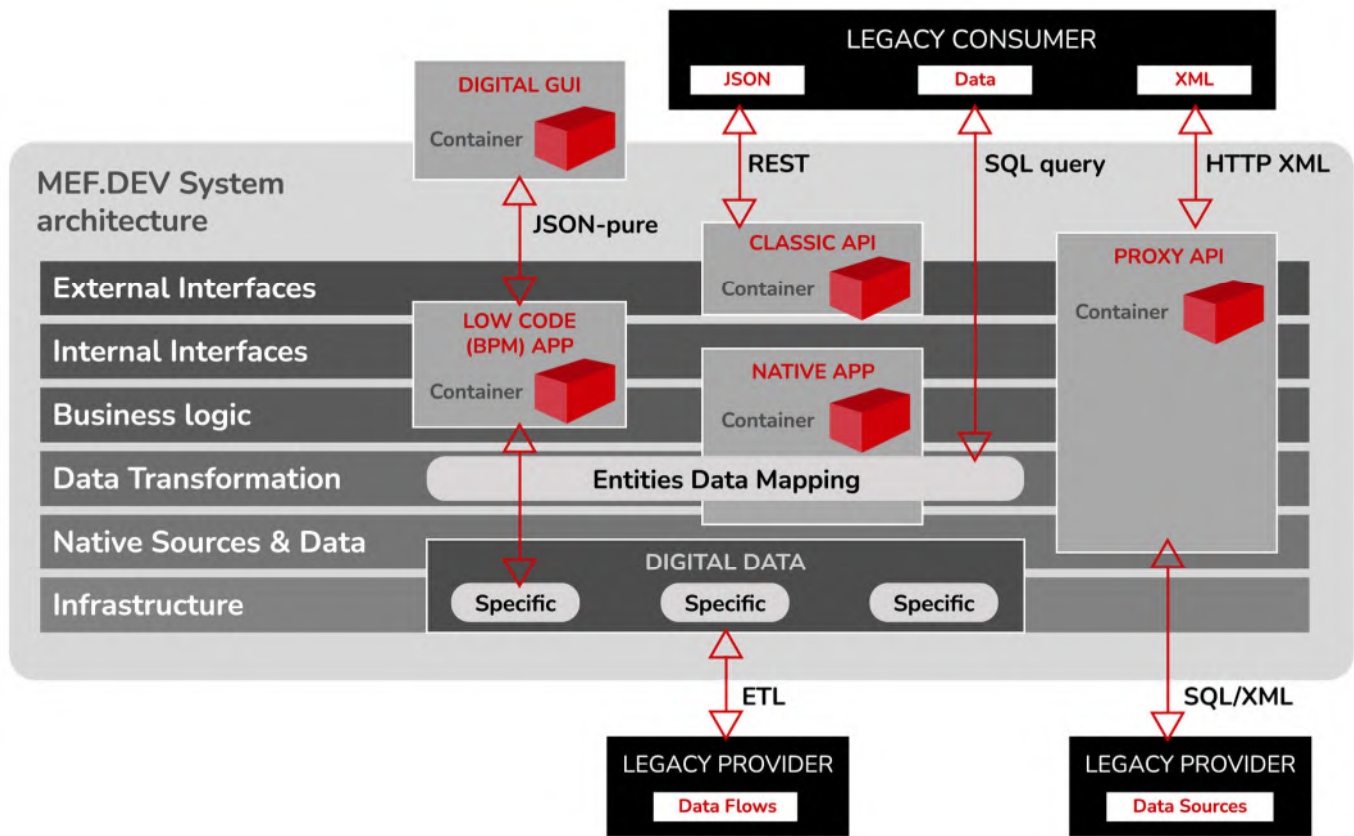 LEGACY CONSUMER
JSON
Data
XML
DIGITAL GUI
Container
REST
SQL query
HTTP XML
MEF.DEV System
architecture
JSON-pure
CLASSIC API
Container
PROXY API
Container
External Interfaces
LOW CODE
(BPM) APP
Container
Internal Interfaces
NATIVE APP
Container
Business logic
Data Transformation
Entities Data Mapping
Native Sources & Data
DIGITAL DATA
Infrastructure
Specific
Specific
Specific
ETL
SQL/XML
LEGACY PROVIDER
Data Flows
LEGACY PROVIDER
Data Sources